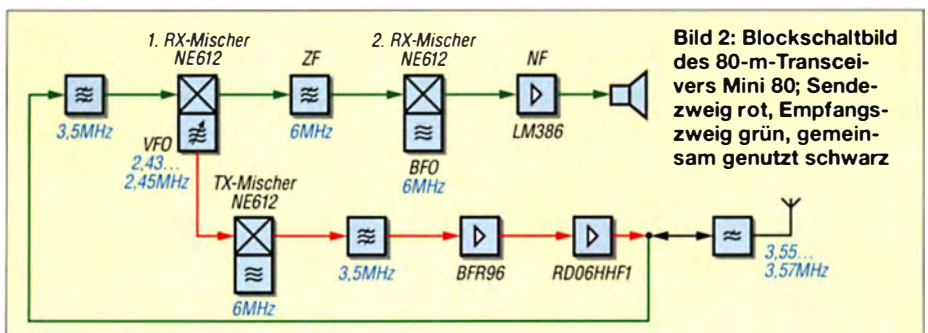 1. RX-Mischer
NE612
ZF
2. RX-Mischer
NE612
NF
Bild 2: Blockschaltbild
des 80-m-Transcei-
vers Mini 80; Sende-
zweig rot, Empfangs-
zweig grün, gemein-
sam genutzt schwarz
3,5MHz
VFO
2,43...
2,45MHz
6MHz
BFO
6MHz
LM386
TX-Mischer
NE612
6MHz
3,5MHz
BFR96
RD06HHF1
3,55...
3,57MHz